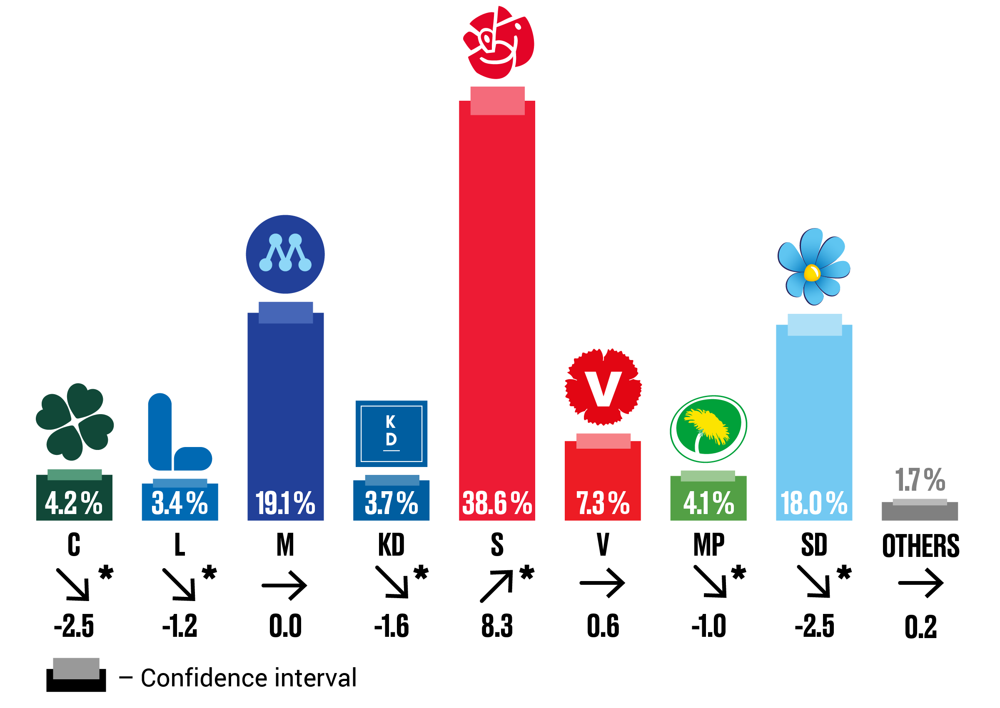 K
D
V
4.2%
3.4%
19.1%
3.7%
38.6%
7.3%
4.1%
18.0%
1.7%
C
L
M
KD
S
V
MP
SD
OTHERS
*
*
*
*
*
*
-2.5
-1.2
0.0
-1.6
8.3
0.6
-1.0
-2.5
0.2
– Confidence interval